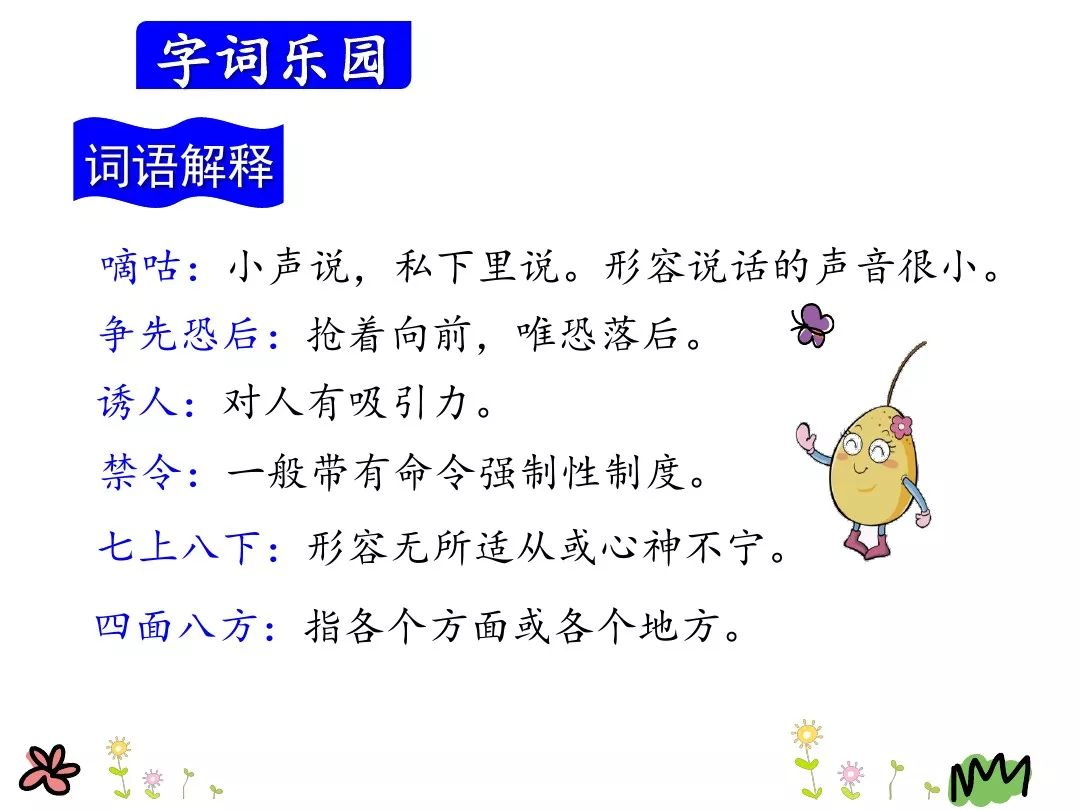 字词乐园
词语解释
嘀咕：小声说，私下里说。形容说话的声音很小。
争先恐后：抢着向前，唯恐落后。
诱人：对人有吸引力。
禁令：一般带有命令强制性制度。
七上八下：形容无所适从或心神不宁。
四面八方：指各个方面或各个地方。